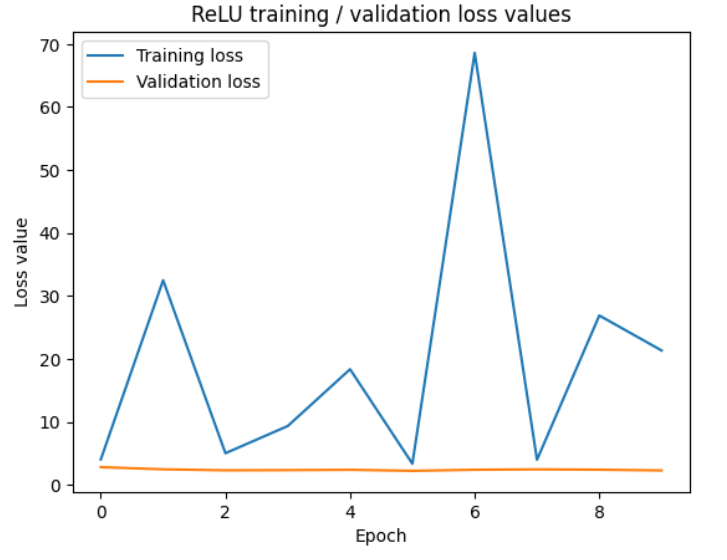 ReLU training / validation loss values
Training loss
Validation loss
70
60
50
40
30
20
10
0
Loss value
0 2 4 6 8
Epoch